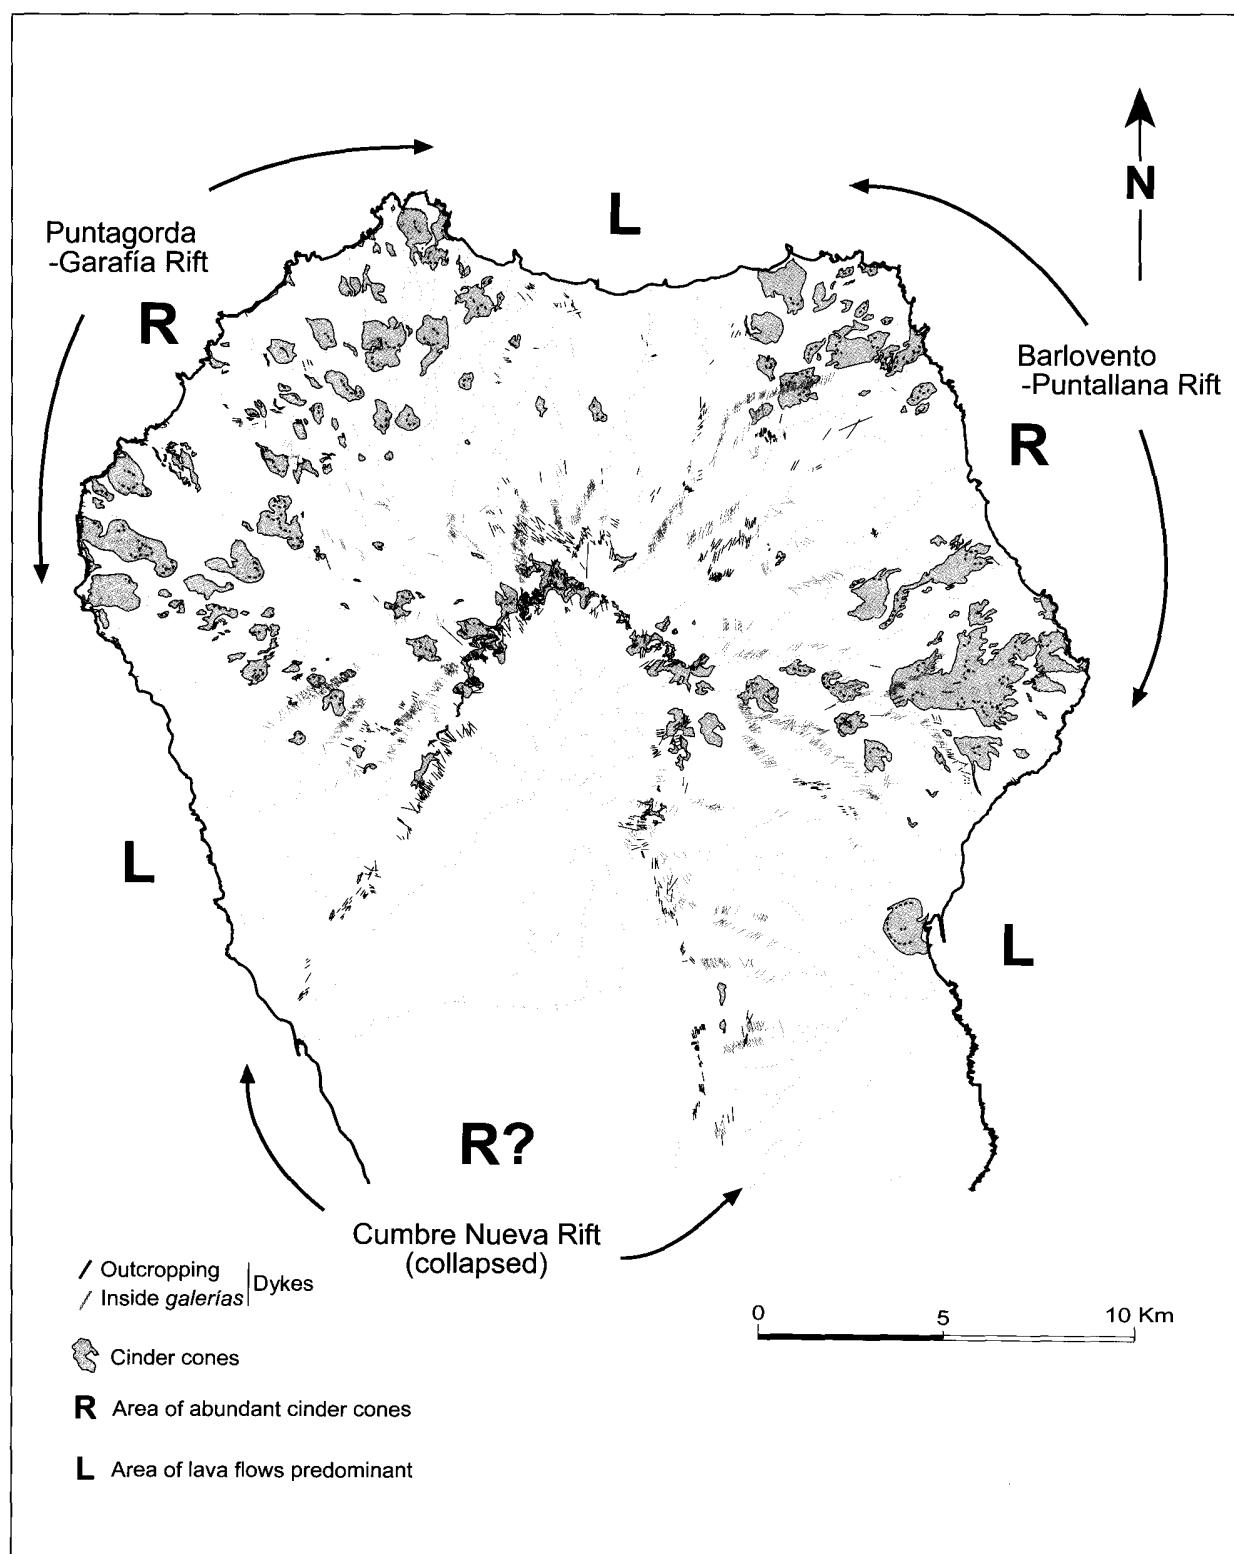 N
L
Puntagorda
-Garafía Rift
R
Barlovento
-Puntallana Rift
R
L
L
R?
Cumbre Nueva Rift
(collapsed)
Outcropping
Inside galerías
Dykes
Cinder cones
R Area of abundant cinder cones
L Area of lava flows predominant
0 5 10 Km